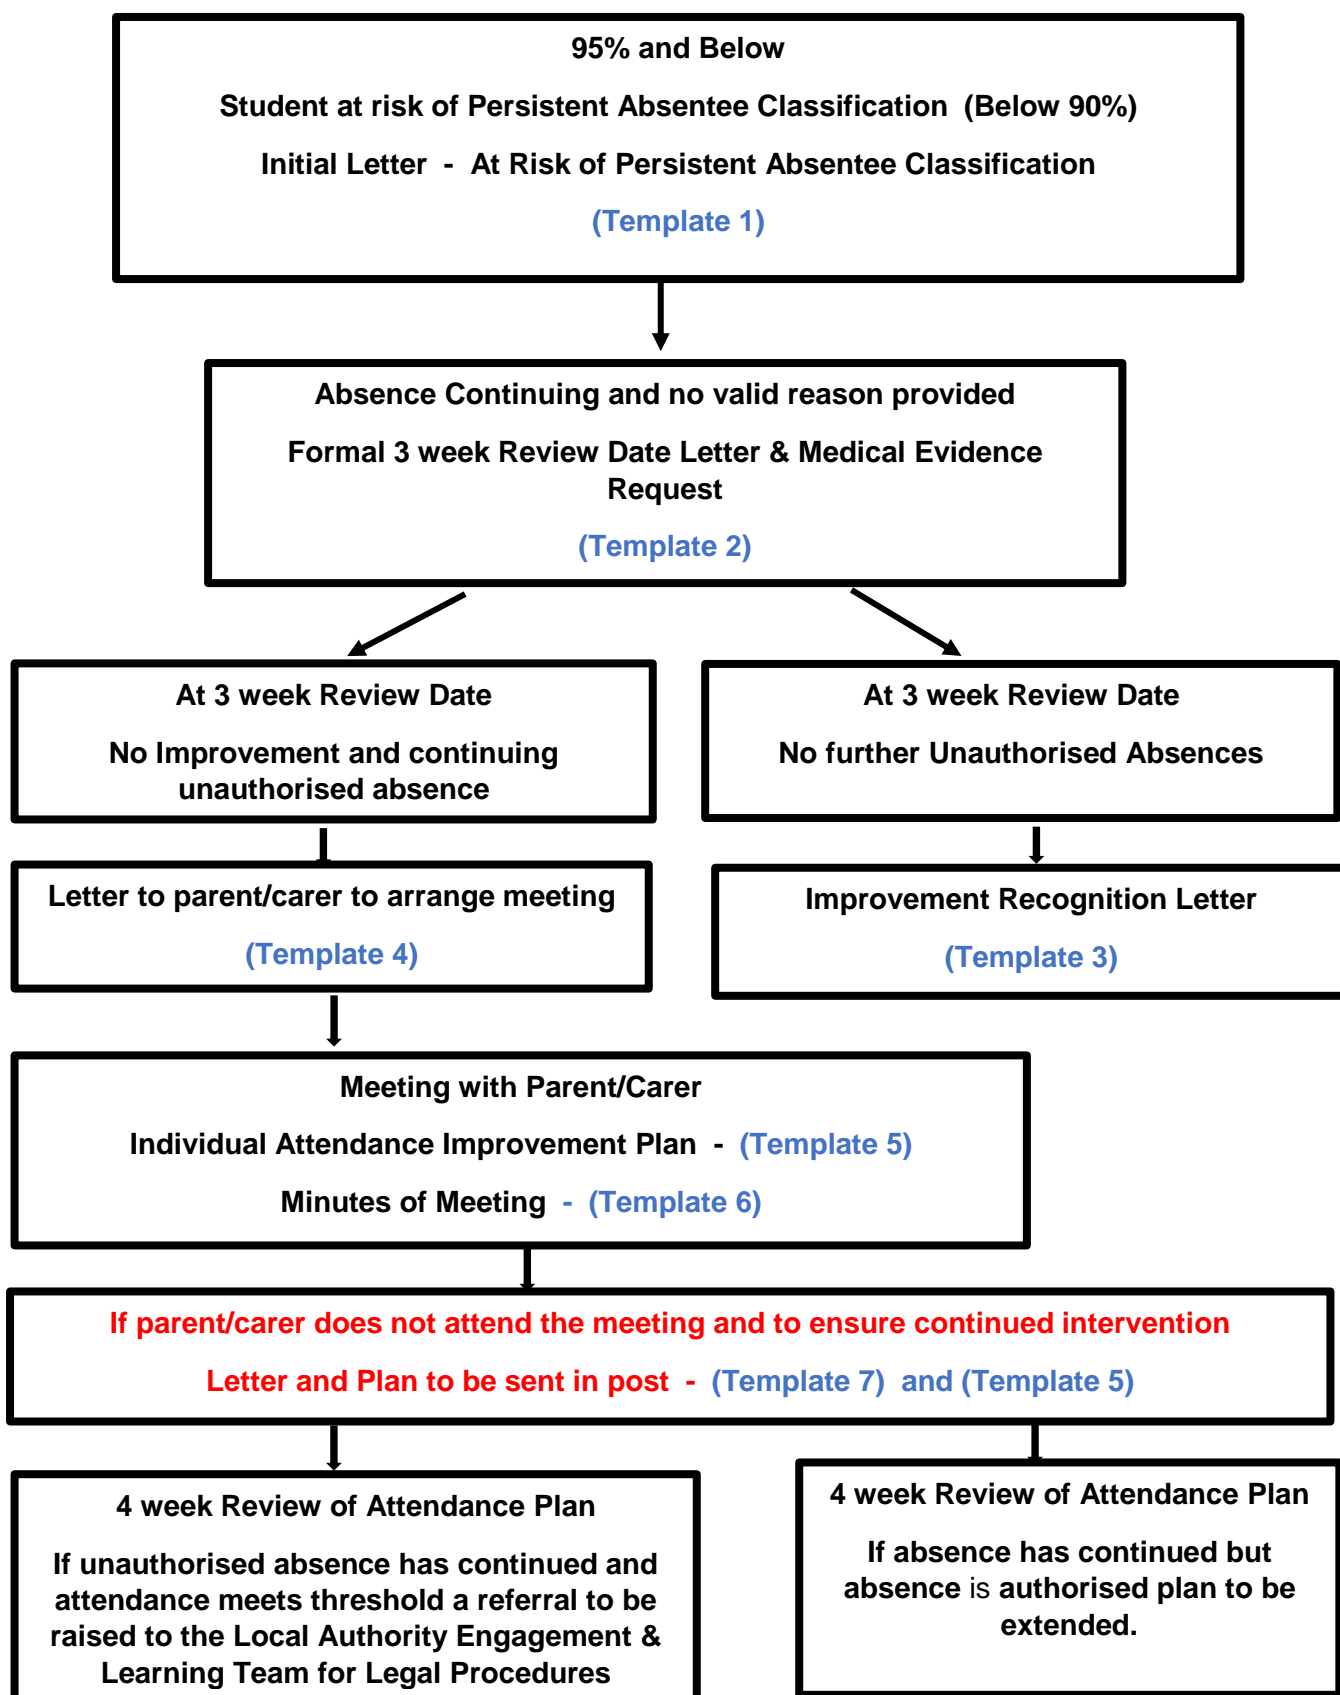 95% and Below
Student at risk of Persistent Absentee Classification  (Below 90%)
Initial Letter  -  At Risk of Persistent Absentee Classification
(Template 1)
Absence Continuing and no valid reason provided
Formal 3 week Review Date Letter & Medical Evidence
Request
(Template 2)
At 3 week Review Date
No Improvement and continuing
unauthorised absence
At 3 week Review Date
No further Unauthorised Absences
Letter to parent/carer to arrange meeting
(Template 4)
Improvement Recognition Letter
(Template 3)
Meeting with Parent/Carer
Individual Attendance Improvement Plan  -  (Template 5)
Minutes of Meeting  -  (Template 6)
If parent/carer does not attend the meeting and to ensure continued intervention
Letter and Plan to be sent in post  -  (Template 7)  and (Template 5)
4 week Review of Attendance Plan
If unauthorised absence has continued and
attendance meets threshold a referral to be
raised to the Local Authority Engagement &
Learning Team for Legal Procedures
4 week Review of Attendance Plan
If absence has continued but
absence is authorised plan to be
extended.